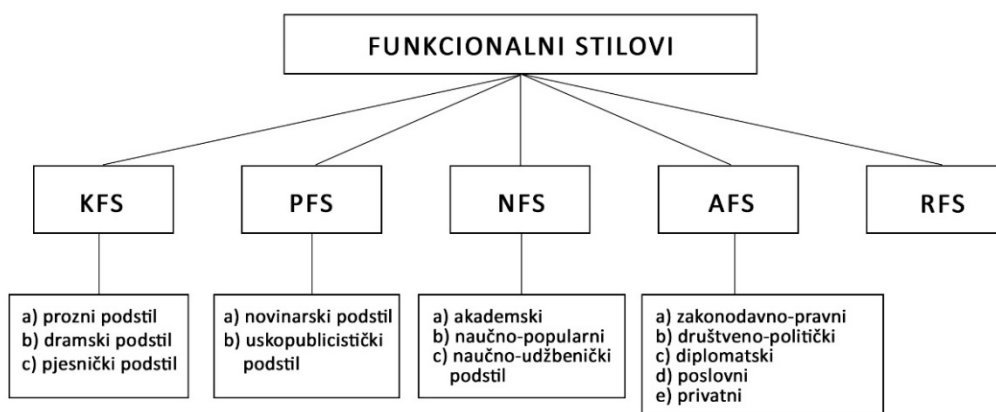 FUNKCIONALNI STILOVI
KFS
PFS
NFS
AFS
RFS
a) prozni podstil
b) dramski podstil
c) pjesnički podstil
a) novinarski podstil
b) uskopublicistički
podstil
a) akademski
b) naučno-popularni
c) naučno-udžbenički
podstil
a) zakonodavno-pravni
b) društveno-politički
c) diplomatski
d) poslovni
e) privatni